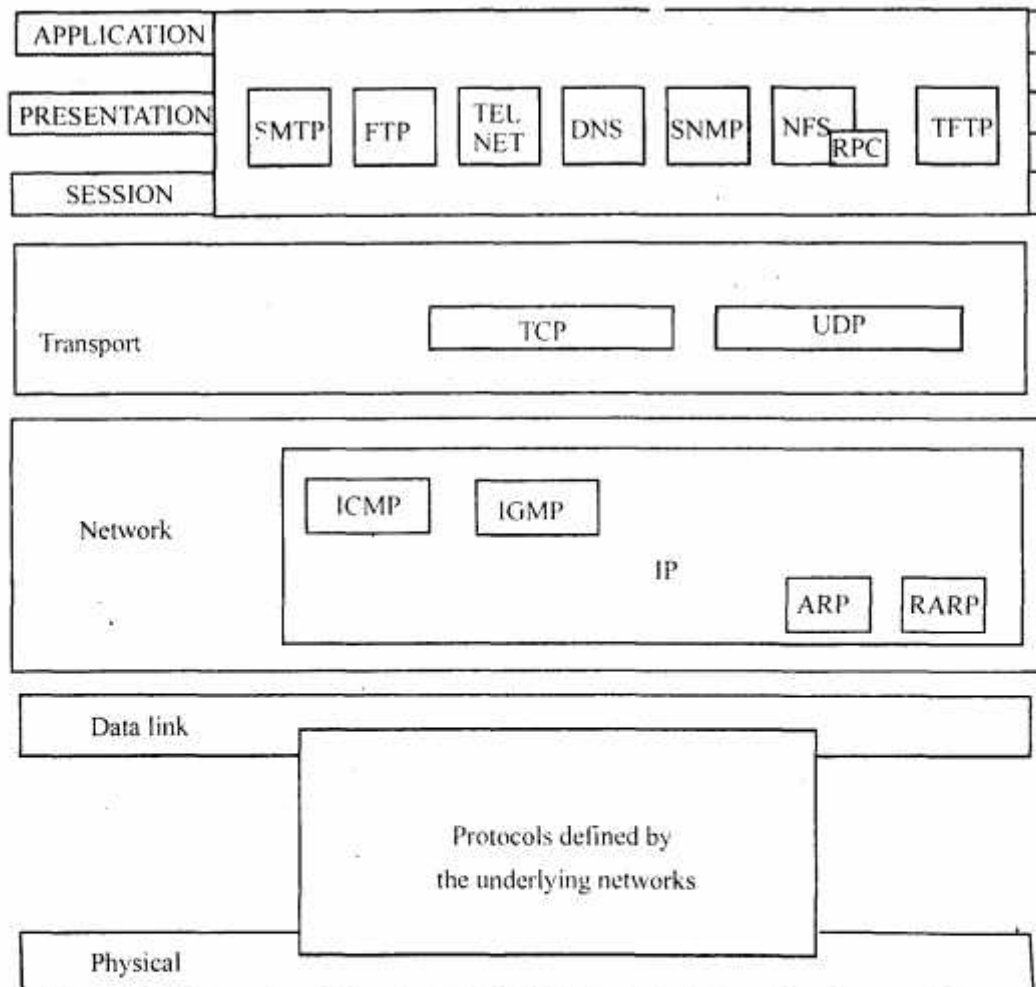 APPLICATION
PRESENTATION
SMTP FTP TEL NET DNS SNMP NFS RPC TFTP
SESSION
Transport
TCP
UDP
Network
ICMP
IGMP
IP
ARP
RARP
Data link
Protocols defined by
the underlying networks
Physical